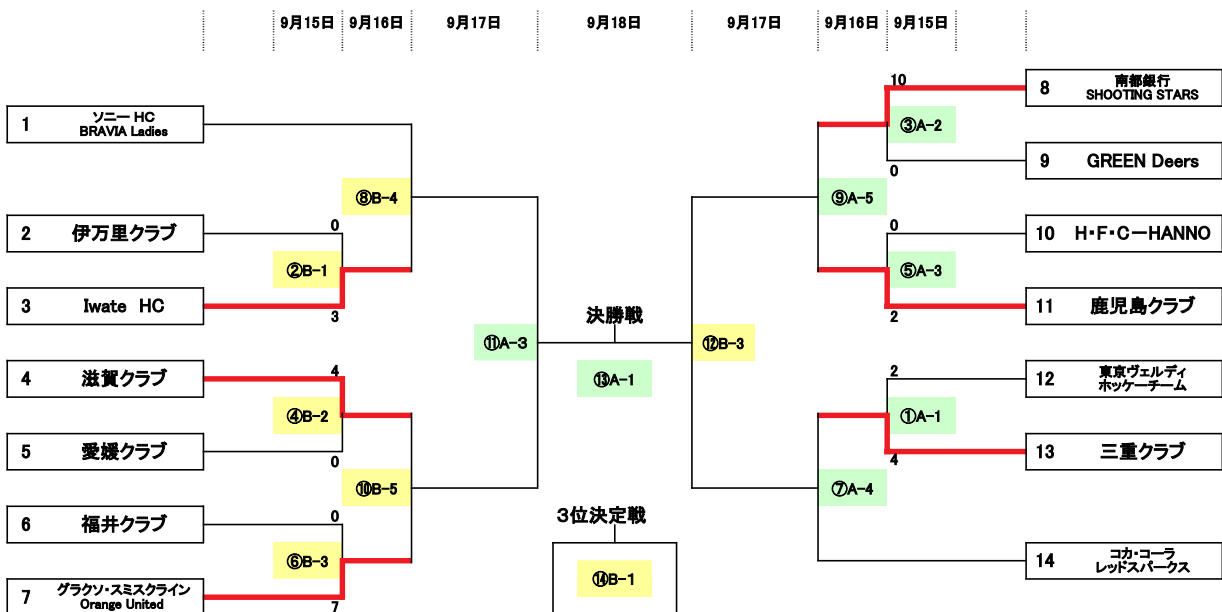 9月15日 9月16日 9月17日 9月18日 9月17日 9月16日 9月15日
1 ソニー HC
BRAVIA Ladies
⑧B-4
2 伊万里クラブ
0
②B-1
3 Iwate HC
3
4 滋賀クラブ
4
④B-2
5 愛媛クラブ
0
⑩B-5
6 福井クラブ
0
⑥B-3
7 グラクソ・スミスクライン
Orange United
7
⑪A-3
決勝戦
⑬A-1
3位決定戦
⑭B-1
⑫B-3
10
8 南都銀行
SHOOTING STARS
③A-2
9 GREEN Deers
0
⑨A-5
0
10 H・F・CーHANNO
⑤A-3
11 鹿児島クラブ
2
2
12 東京ヴェルディ
ホッケーチーム
①A-1
13 三重クラブ
4
⑦A-4
14 コカ・コーラ
レッドスパークス